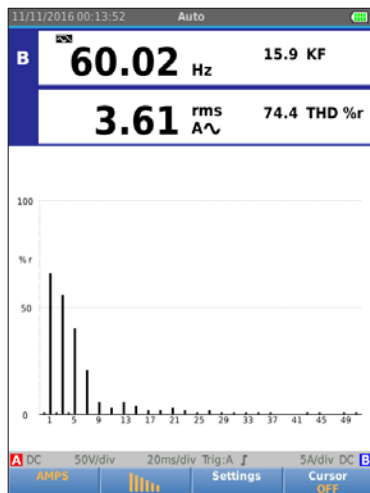 11/11/2016 00:13:52 Auto
B 60.02 Hz 15.9 KF
3.61 rms A∿ 74.4 THD %r
100
% r
50
0
1 5 9 13 17 21 25 29 33 37 41 45 49
A DC 50V/div 20ms/div Trig:A ∫ 5A/div DC B
AMPS Settings Cursor
OFF